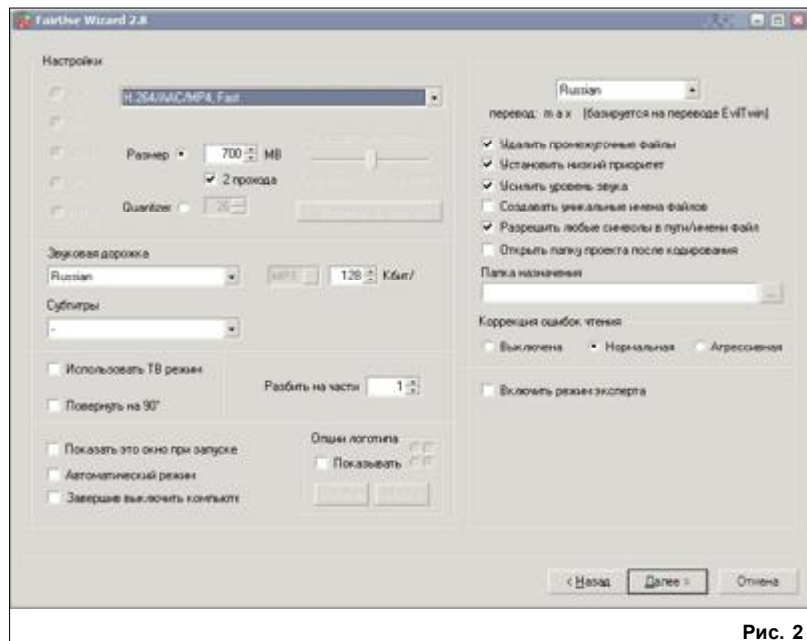 FairUse Wizard 2.8
Настройки
H.264/AAC/MP4, Fast
Размер
700 MB
2 прохода
Quantizer
26
Звуковая дорожка
Russian
MP3
128 Кбит/
Субтитры
-
Использовать ТВ режим
Повернуть на 90°
Разбить на части 1
Показать это окно при запуске
Автоматический режим
Завершив выключить компьюте
Опции логотипа
Показывать
Russian
перевод: m a x (базируется на переводе EvilTwin)
Удалить промежуточные файлы
Установить низкий приоритет
Усилить уровень звука
Создавать уникальные имена файлов
Разрешить любые символы в пути/имени файл
Открыть папку проекта после кодирования
Папка назначения
...
Коррекция ошибок чтения
Выключена Нормальная Агрессивная
Включить режим эксперта
< Назад Далее > Отмена
Рис. 2